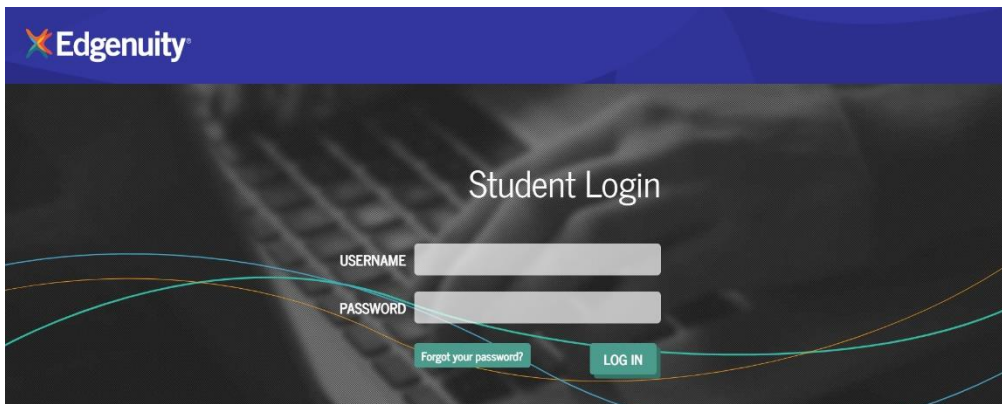 Edgenuity®
Student Login
USERNAME
PASSWORD
Forgot your password?
LOG IN